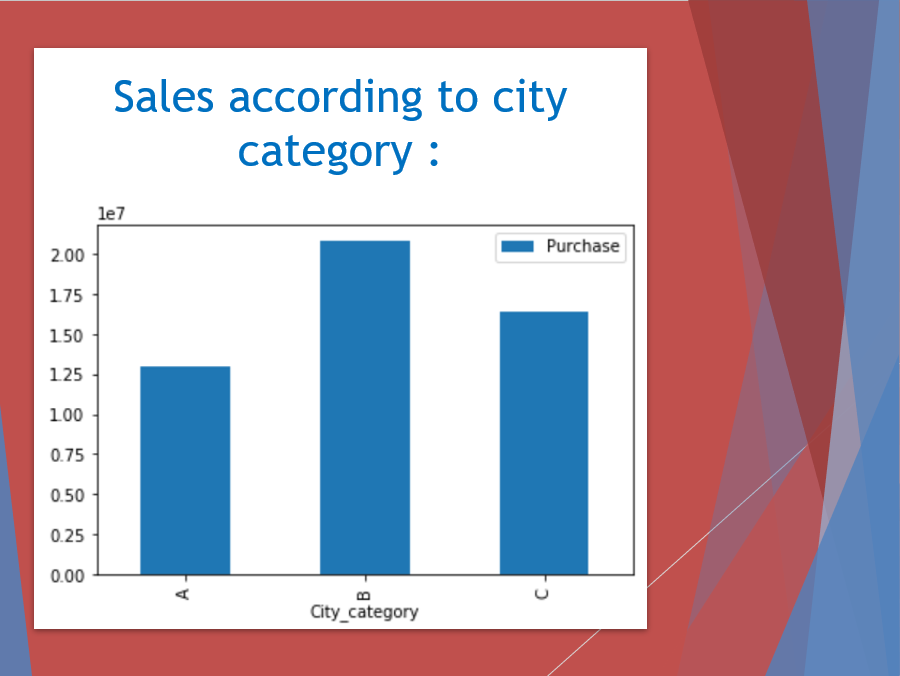 Sales according to city
category :
1e7
Purchase
2.00
1.75
1.50
1.25
1.00
0.75
0.50
0.25
0.00
A
B
C
City_category